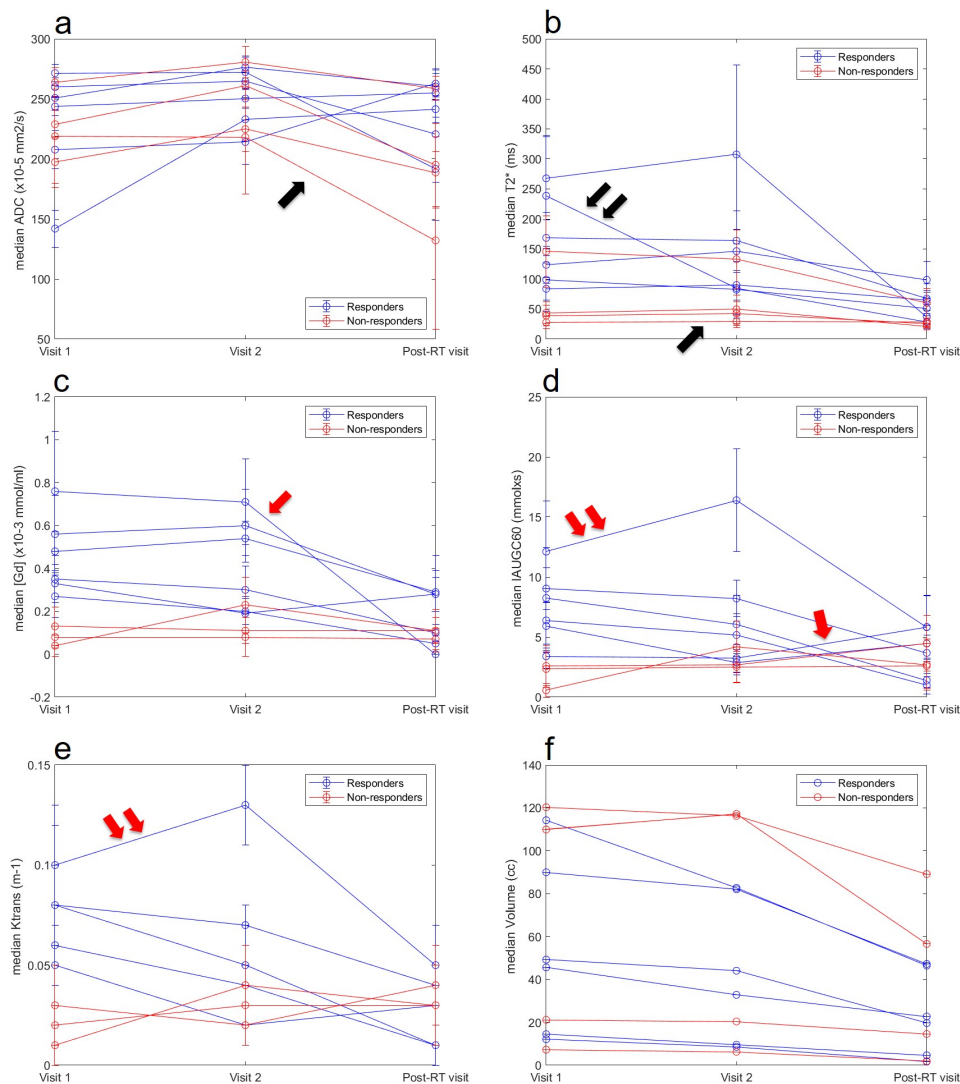 a
300
250
200
150
100
50
median ADC (x10-5 mm2/s)
Responders
Non-responders
Visit 1
Visit 2
Post-RT visit
b
500
450
400
350
300
250
200
150
100
50
0
median T2* (ms)
Responders
Non-responders
Visit 1
Visit 2
Post-RT visit
c
1.2
1
0.8
0.6
0.4
0.2
0
-0.2
median [Gd] (x10-3 mmol/ml)
Responders
Non-responders
Visit 1
Visit 2
Post-RT visit
d
25
20
15
10
5
0
median IAUGC60 (mmolxs)
Responders
Non-responders
Visit 1
Visit 2
Post-RT visit
e
0.15
0.1
0.05
0
median Ktrans (m-1)
Responders
Non-responders
Visit 1
Visit 2
Post-RT visit
f
140
120
100
80
60
40
20
0
median Volume (cc)
Responders
Non-responders
Visit 1
Visit 2
Post-RT visit